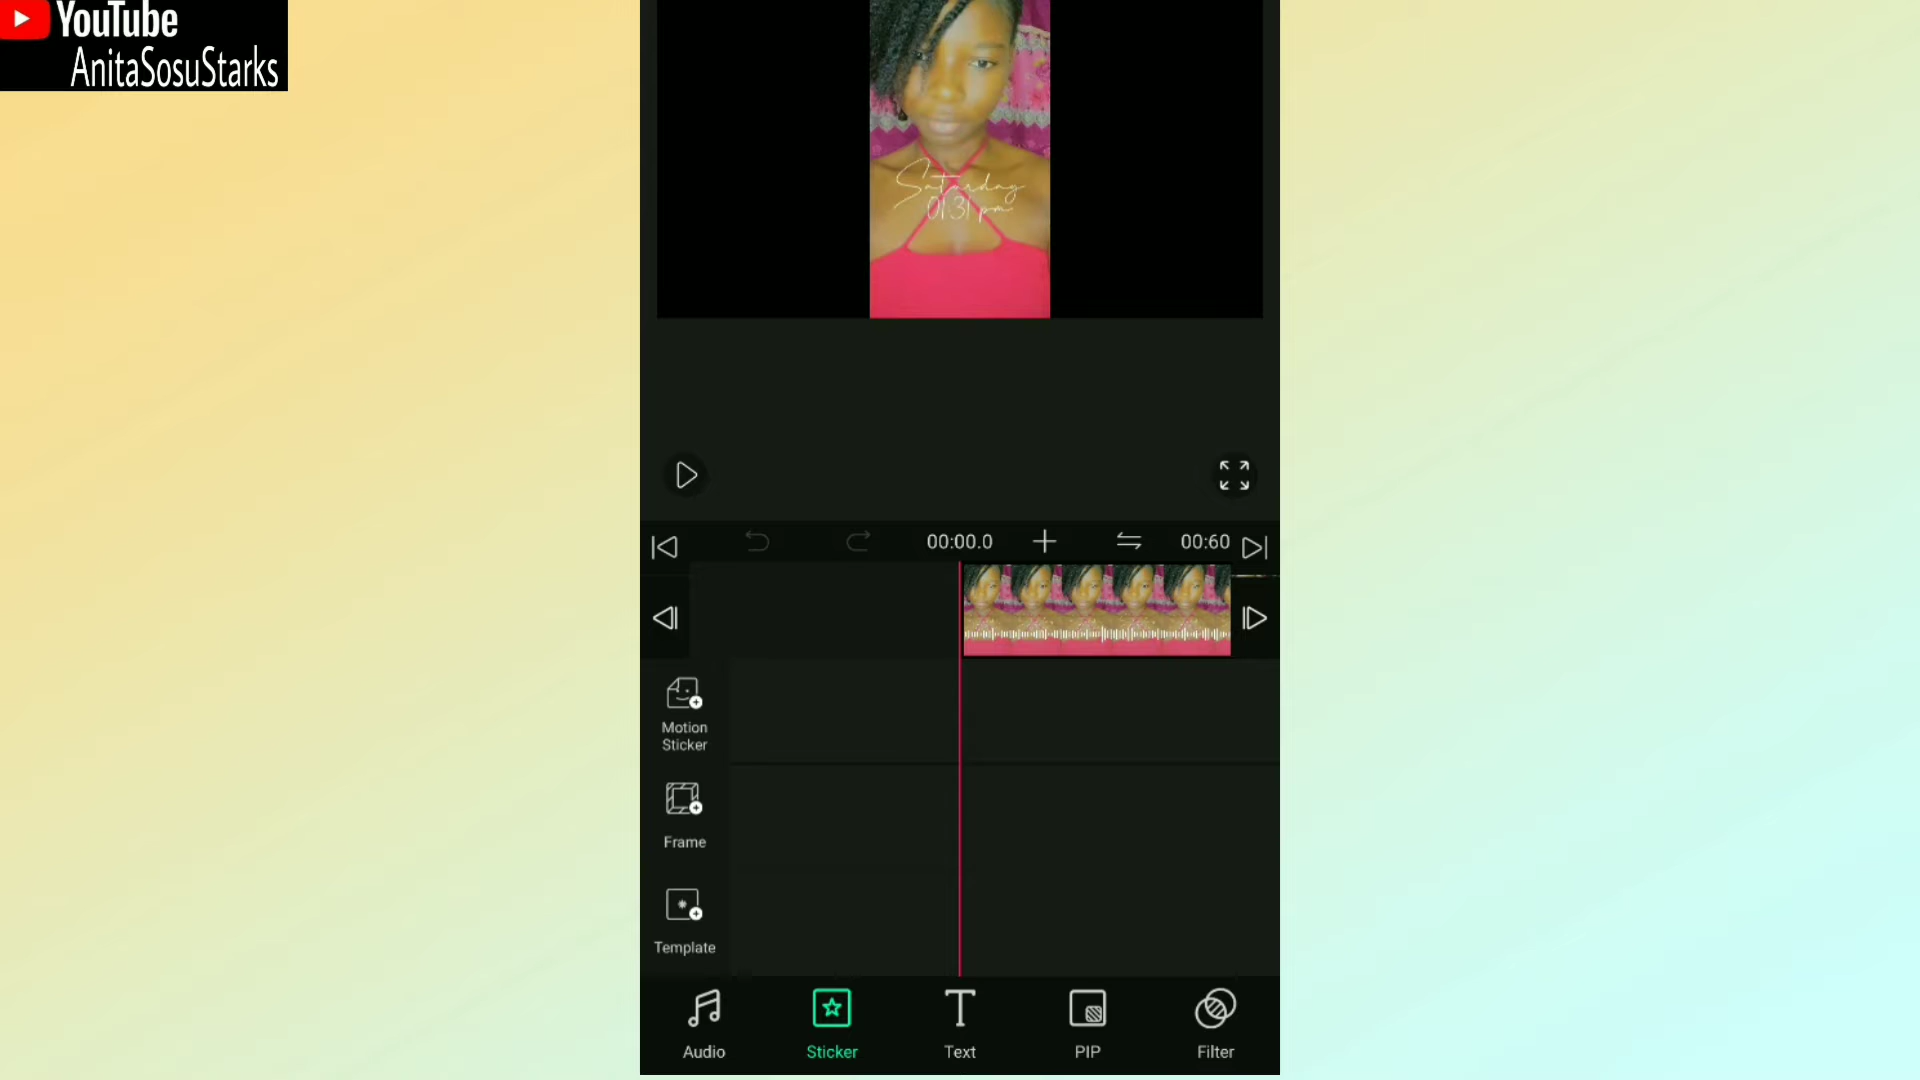 YouTube
AnitaSosuStarks
Saturday
01:31 pm
00:00.0
00:60
Motion
Sticker
Frame
Template
Audio
Sticker
Text
PIP
Filter